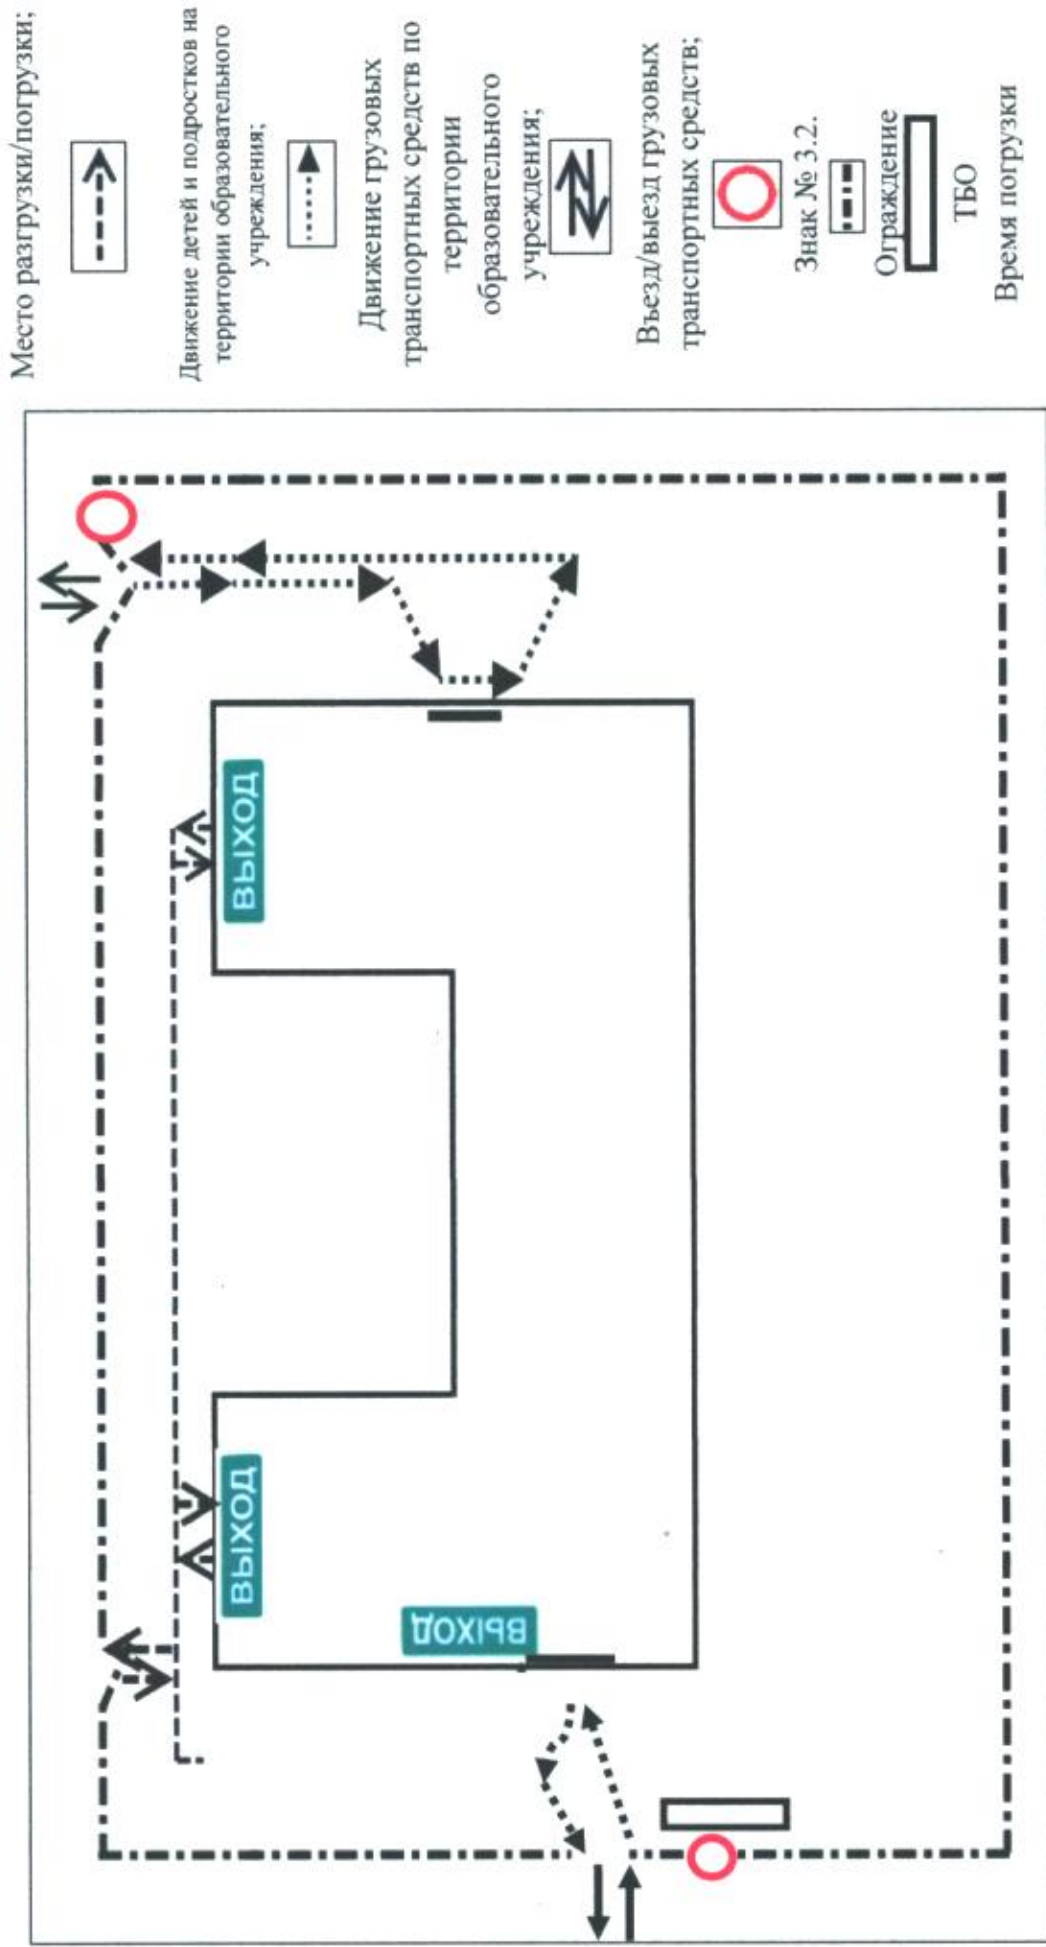 Место разгрузки/погрузки;
Движение детей и подростков на
территории образовательного
учреждения;
Движение грузовых
транспортных средств по
территории
образовательного
учреждения;
Въезд/выезд грузовых
транспортных средств;
Знак № 3.2.
Ограждение
ТБО
Время погрузки
ВЫХОД
ВЫХОД
ВЫХОД